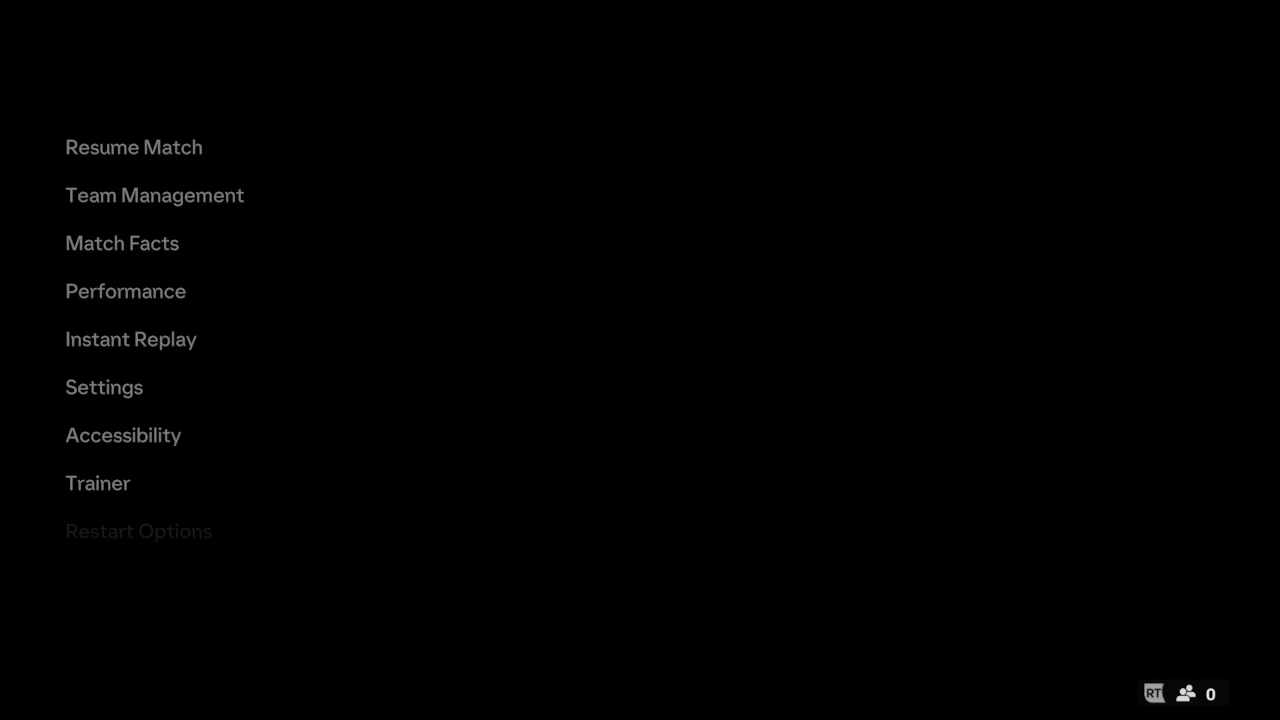 Resume Match
Team Management
Match Facts
Performance
Instant Replay
Settings
Accessibility
Trainer
Restart Options
RT 0